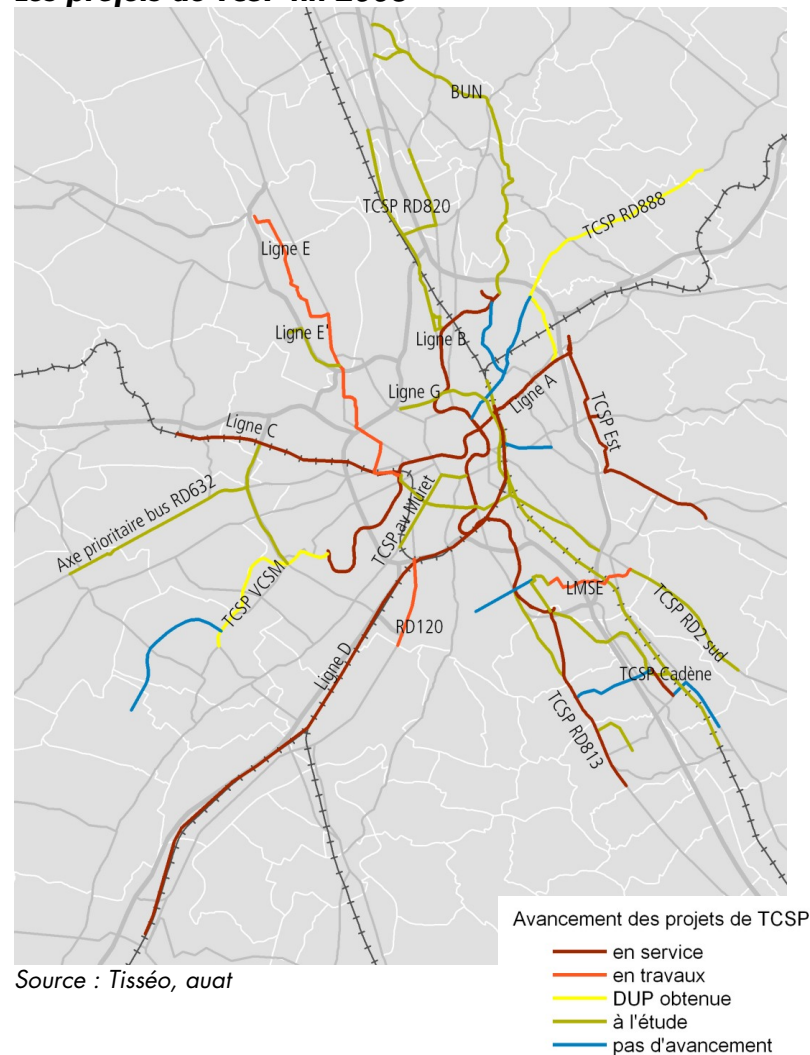 BUN
TCSP RD820
TCSP RD888
Ligne E
Ligne E'
Ligne B
Ligne G
Ligne A
TCSP Est
Ligne C
Axe prioritaire bus RD632
TCSP av Muret
TCSP VCSM
LMSE
RD120
TCSP RD2 sud
Ligne D
TCSP Cadène
TCSP RD813
Avancement des projets de TCSP
en service
en travaux
DUP obtenue
à l'étude
pas d'avancement
Source : Tisséo, auat